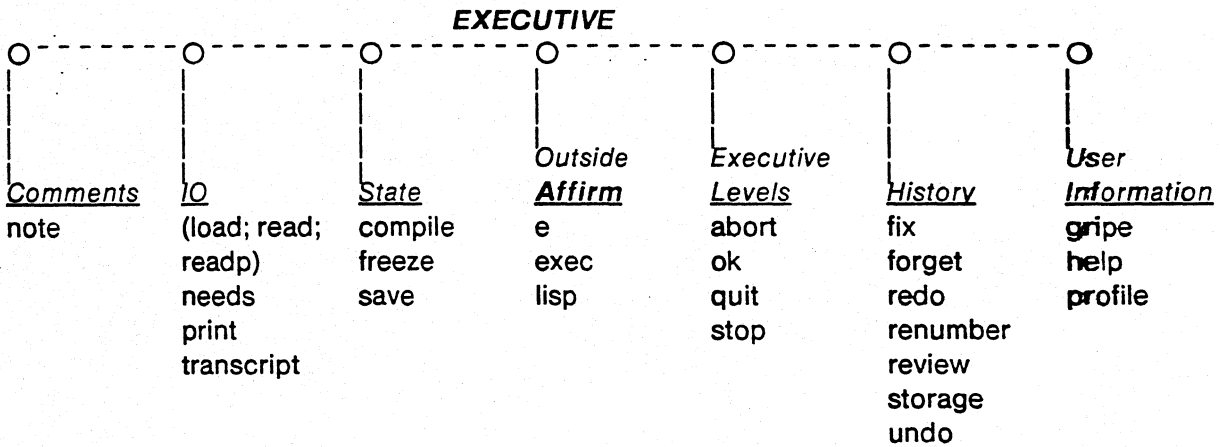 EXECUTIVE
Comments
note
IO
(load; read;
readp)
needs
print
transcript
State
compile
freeze
save
Outside
Affirm
e
exec
lisp
Executive
Levels
abort
ok
quit
stop
History
fix
forget
redo
renumber
review
storage
undo
User
Information
gripe
help
profile